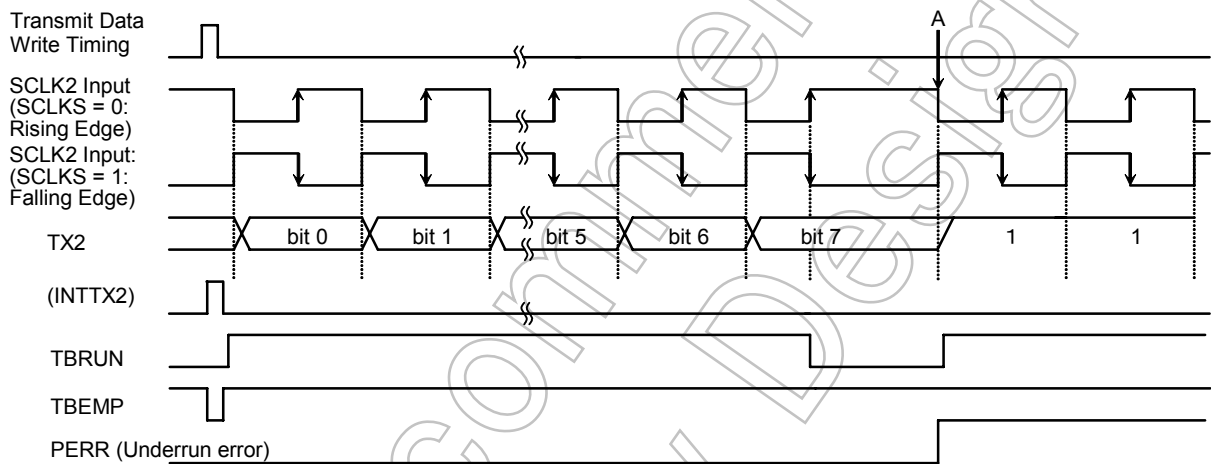 Transmit Data
Write Timing
A
SCLK2 Input
(SCLKS = 0:
Rising Edge)
SCLK2 Input:
(SCLKS = 1:
Falling Edge)
TX2
bit 0
bit 1
bit 5
bit 6
bit 7
1
1
(INTTX2)
TBRUN
TBEMP
PERR (Underrun error)